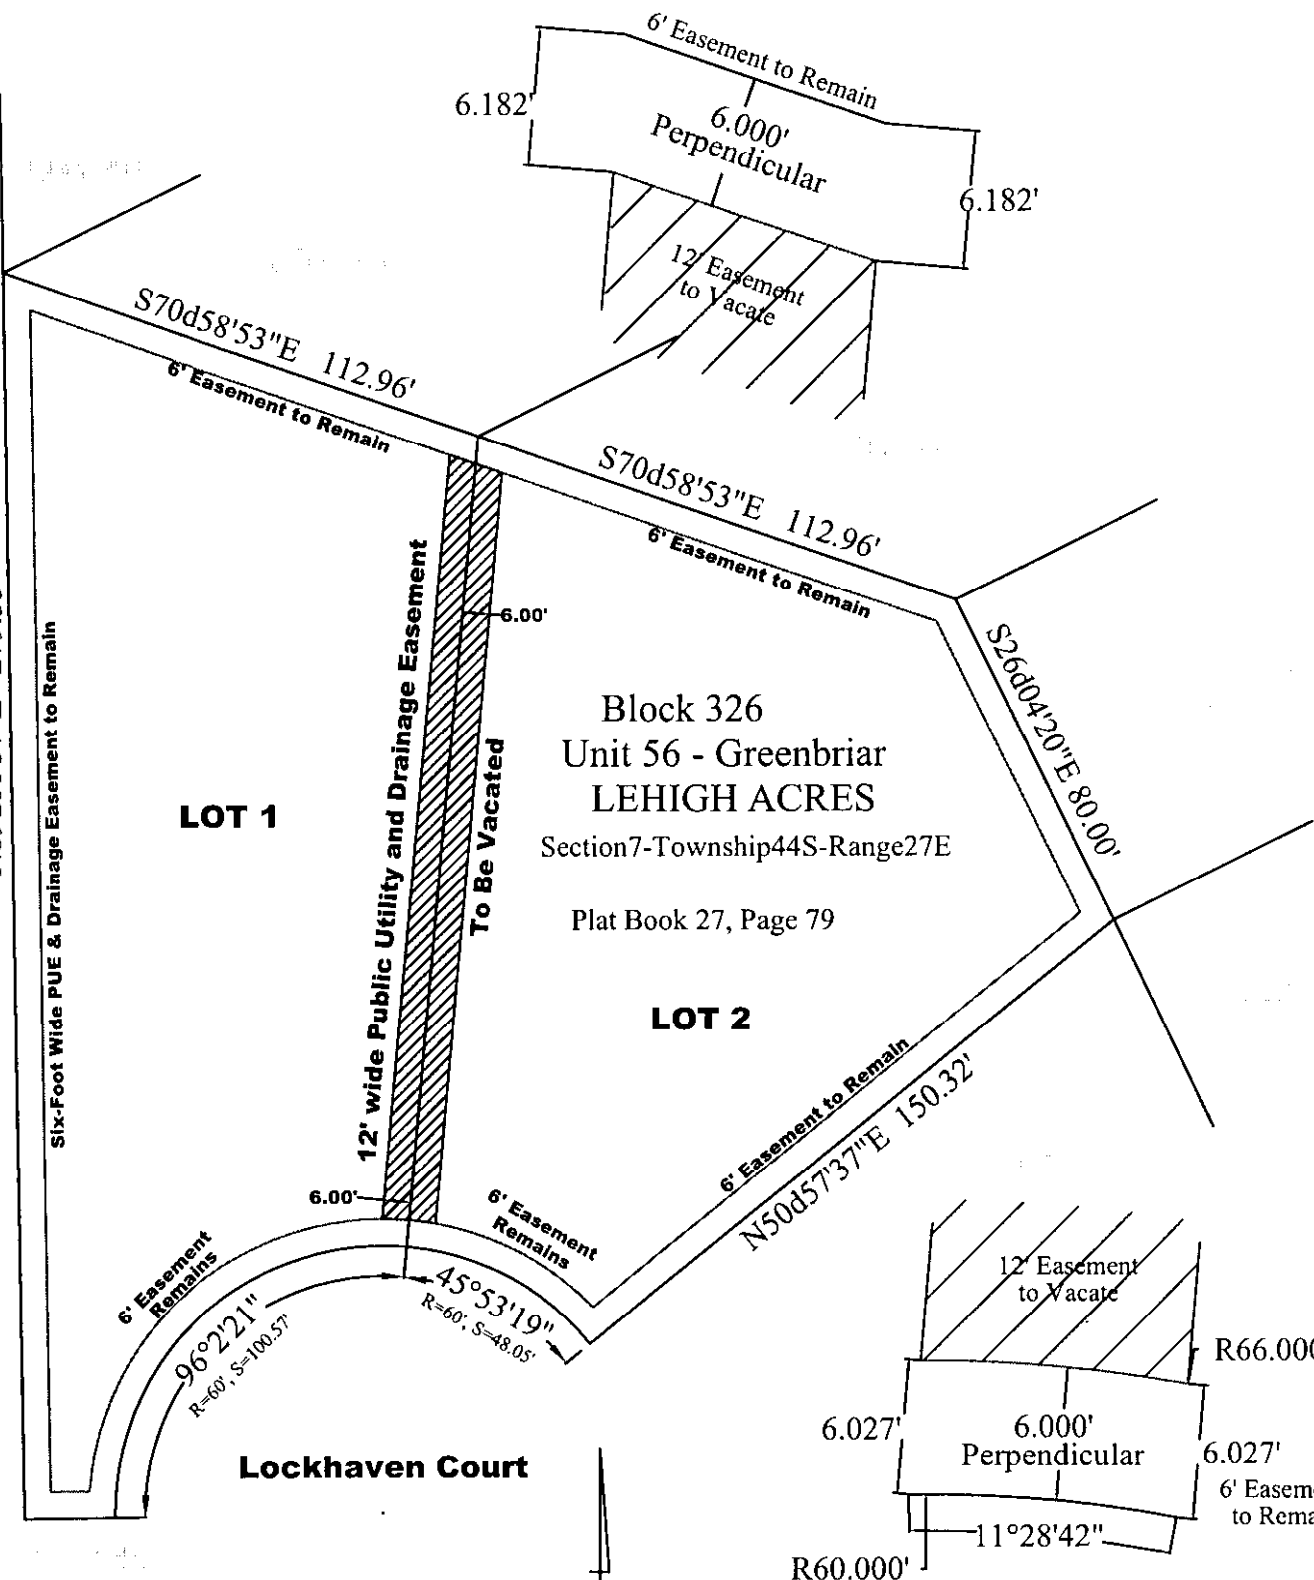 6' Easement to Remain
6.182'
6.000'
Perpendicular
6.182'
12' Easement
to Vacate
S70d58'53"E 112.96'
6' Easement to Remain
S70d58'53"E 112.96'
6' Easement to Remain
S26d04'20"E 80.00'
12' wide Public Utility and Drainage Easement
To Be Vacated
6.00'
Six-Foot Wide PUE & Drainage Easement to Remain
Block 326
Unit 56 - Greenbriar
LEHIGH ACRES
Section7-Township44S-Range27E
Plat Book 27, Page 79
LOT 1
LOT 2
6' Easement to Remain
N50d57'37"E 150.32'
6.00'
6' Easement
Remains
6' Easement
Remains
96°2'21"
R=60', S=100.57'
45°53'19"
R=60', S=48.05'
Lockhaven Court
12' Easement
to Vacate
R66.000
6.027'
6.000'
Perpendicular
6.027'
6' Easem
to Rema
11°28'42"
R60.000'